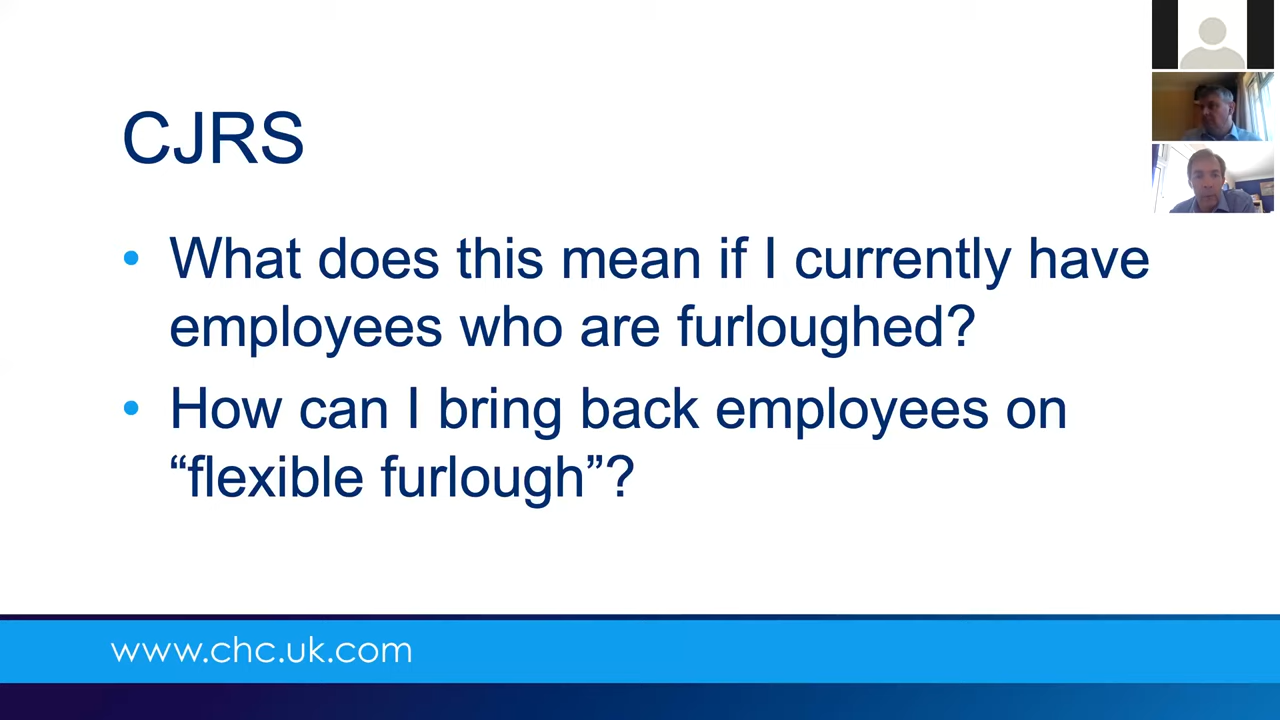 CJRS
• What does this mean if I currently have
employees who are furloughed?
• How can I bring back employees on
“flexible furlough”?
www.chc.uk.com